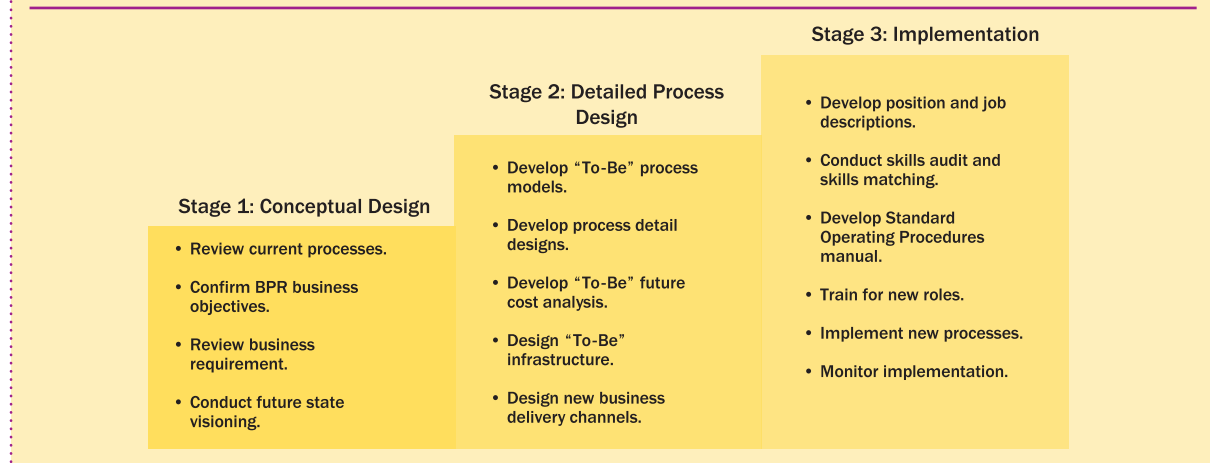 Stage 1: Conceptual Design
• Review current processes.
• Confirm BPR business
objectives.
• Review business
requirement.
• Conduct future state
visioning.
Stage 2: Detailed Process
Design
• Develop “To-Be” process
models.
• Develop process detail
designs.
• Develop “To-Be” future
cost analysis.
• Design “To-Be”
infrastructure.
• Design new business
delivery channels.
Stage 3: Implementation
• Develop position and job
descriptions.
• Conduct skills audit and
skills matching.
• Develop Standard
Operating Procedures
manual.
• Train for new roles.
• Implement new processes.
• Monitor implementation.